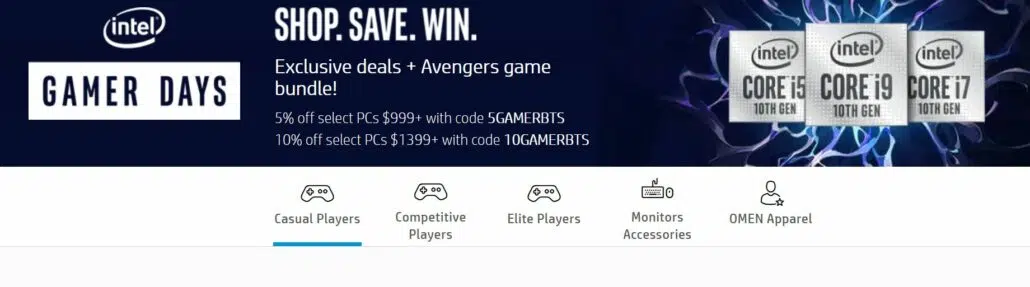 intel
GAMER DAYS
SHOP. SAVE. WIN.
Exclusive deals + Avengers game
bundle!
5% off select PCs $999+ with code 5GAMERBTS
10% off select PCs $1399+ with code 10GAMERBTS
intel
CORE i5
10TH GEN
intel
CORE i9
10TH GEN
intel
CORE i7
10TH GEN
Casual Players
Competitive
Players
Elite Players
Monitors
Accessories
OMEN Apparel